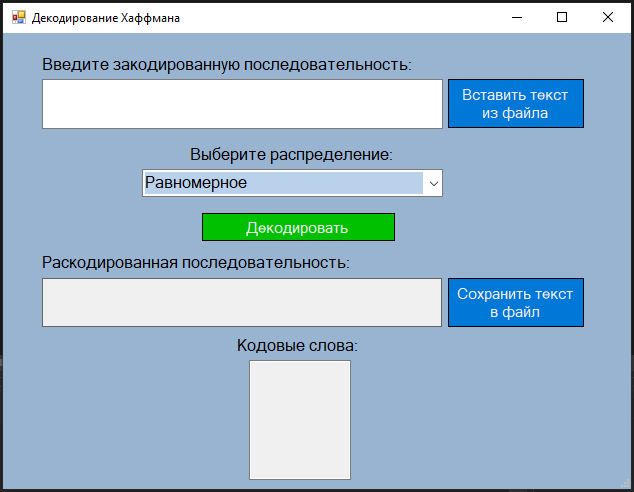 Декодирование Хаффмана
Введите закодированную последовательность:
Вставить текст
из файла
Выберите распределение:
Равномерное
Декодировать
Раскодированная последовательность:
Сохранить текст
в файл
Кодовые слова: